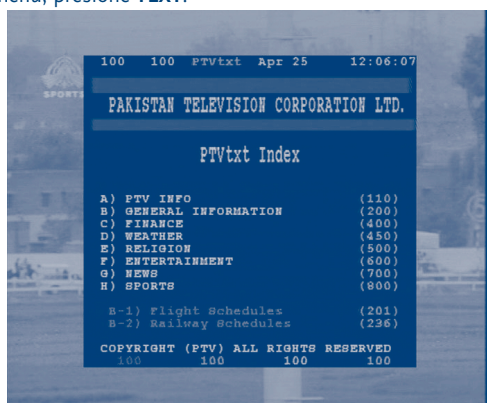 menú, presione TEXT.
SPORTS
100 100 PTVtxt Apr 25 12:06:07
PAKISTAN TELEVISION CORPORATION LTD.
PTVtxt Index
A) PTV INFO (110)
B) GENERAL INFORMATION (200)
C) FINANCE (400)
D) WEATHER (450)
E) RELIGION (500)
F) ENTERTAINMENT (600)
G) NEWS (700)
H) SPORTS (800)
B-1) Flight Schedules (201)
B-2) Railway Schedules (236)
COPYRIGHT (PTV) ALL RIGHTS RESERVED
100 100 100 100